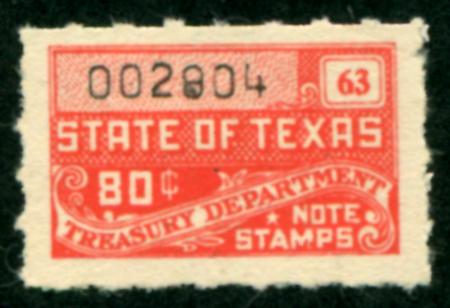 002804
63
STATE OF TEXAS
80¢
TREASURY DEPARTMENT
★ NOTE
STAMPS